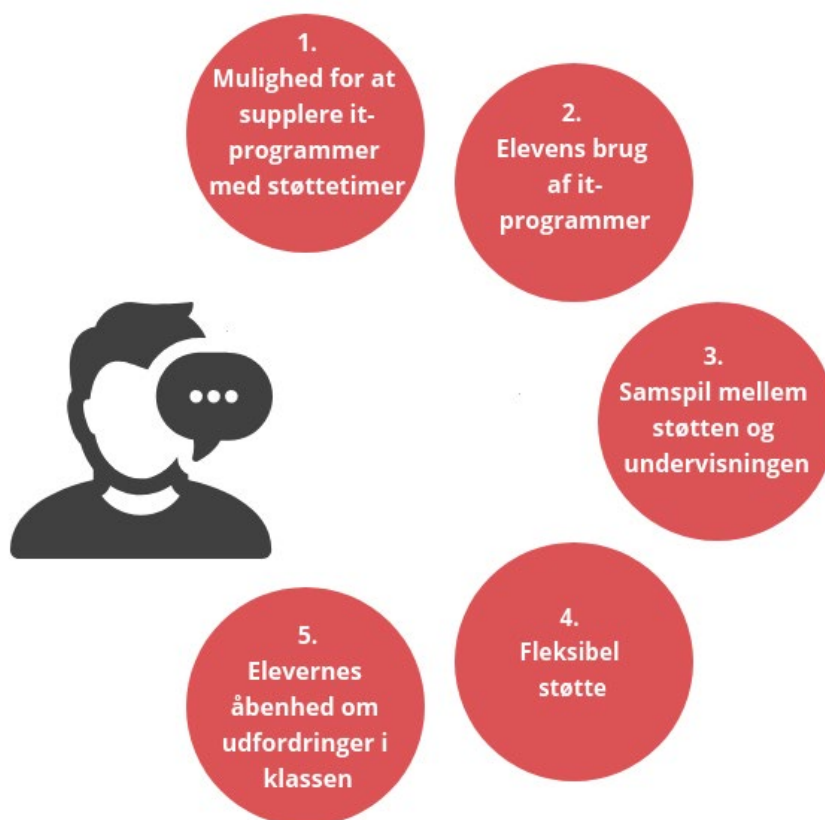 1.
Mulighed for at
supplere it-
programmer
med støttetimer
2.
Elevens brug
af it-
programmer
3.
Samspil mellem
støtten og
undervisningen
4.
Fleksibel
støtte
5.
Elevernes
åbenhed om
udfordringer i
klassen